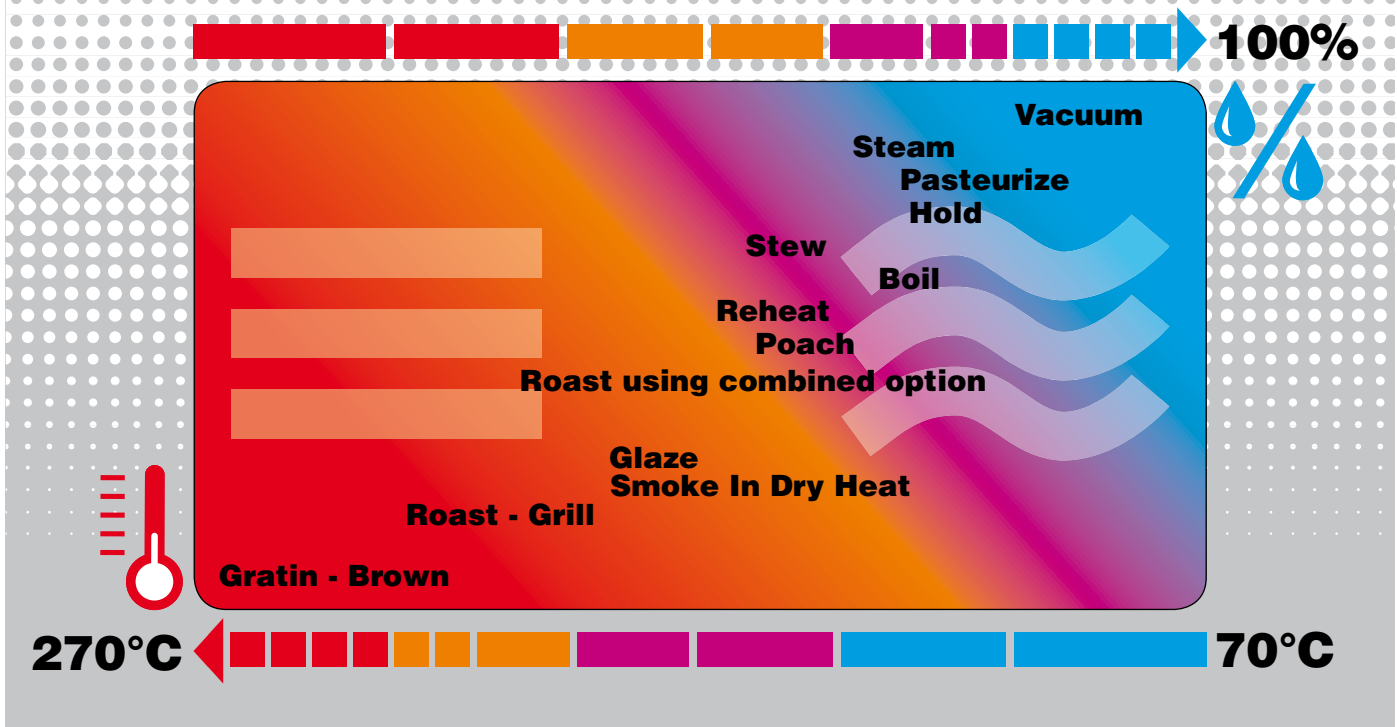 100%
Vacuum
Steam
Pasteurize
Hold
Stew
Boil
Reheat
Poach
Roast using combined option
Glaze
Smoke In Dry Heat
Roast - Grill
Gratin - Brown
270°C
70°C